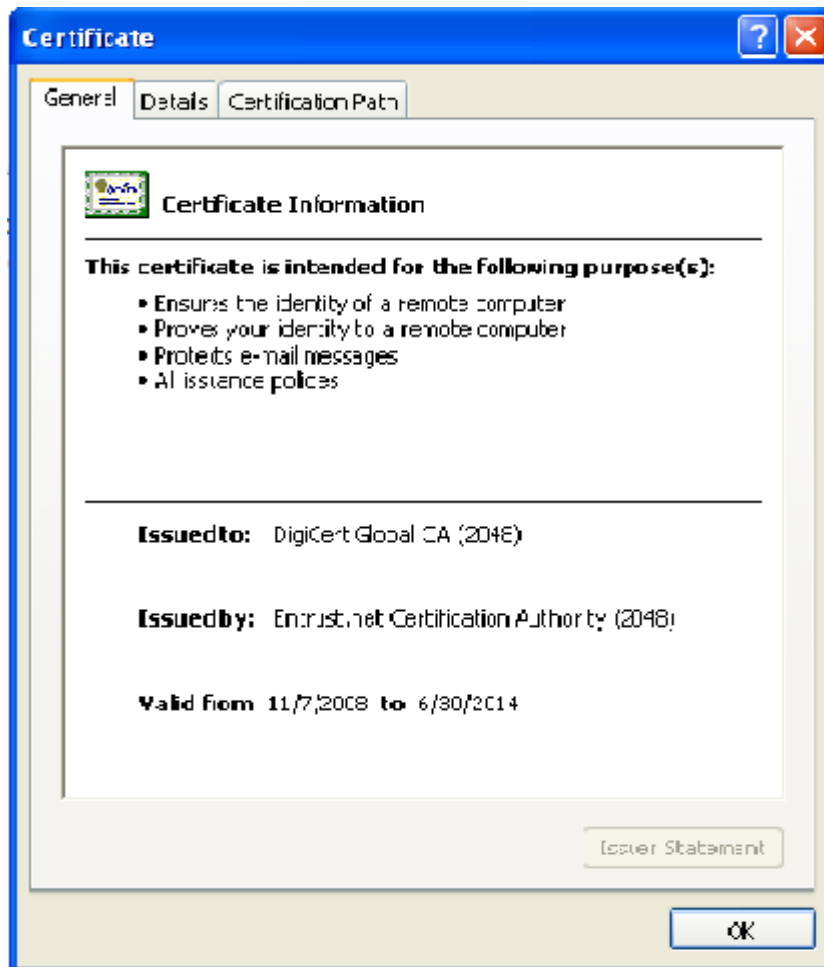 Certificate
General
Details
Certification Path
Certificate Information
This certificate is intended for the following purpose(s):
• Ensures the identity of a remote computer
• Proves your identity to a remote computer
• Protects e-mail messages
• All issuance policies
Issued to: DigiCert Global CA (2048)
Issued by: Entrust.net Certification Authority (2048)
Valid from 11/7/2008 to 6/30/2014
Issuer Statement
OK